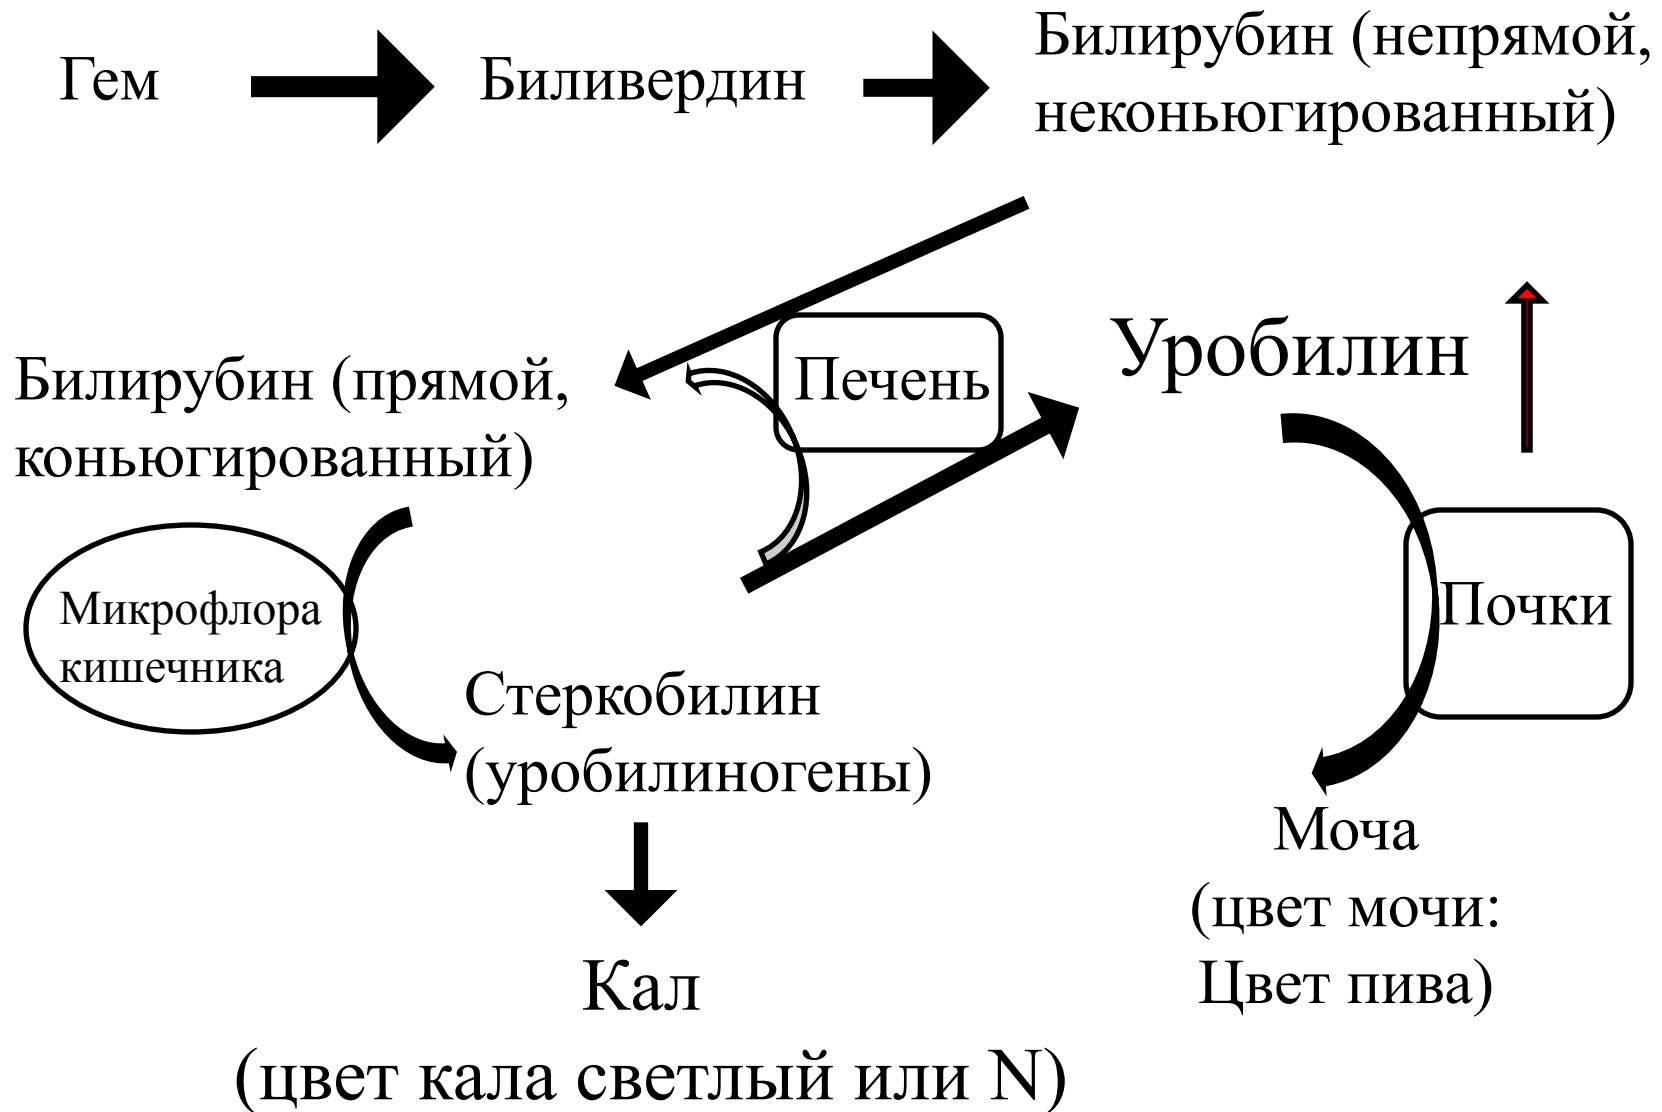 Гем
Биливердин
Билирубин (непрямой,
неконьюгированный)
Печень
Уробилин
Билирубин (прямой,
коньюгированный)
Микрофлора
кишечника
Почки
Стеркобилин
(уробилиногены)
Моча
(цвет мочи:
Цвет пива)
Кал
(цвет кала светлый или N)